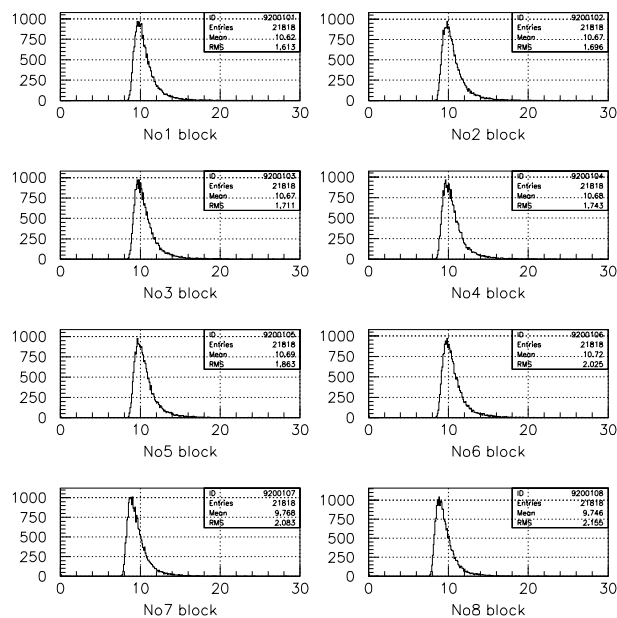 1000
750
500
250
0
0 10 20 30
ID 9200101
Entries 21818
Mean 10.62
RMS 1.613
No1 block
1000
750
500
250
0
0 10 20 30
ID 9200102
Entries 21818
Mean 10.67
RMS 1.696
No2 block
1000
750
500
250
0
0 10 20 30
ID 9200103
Entries 21818
Mean 10.67
RMS 1.711
No3 block
1000
750
500
250
0
0 10 20 30
ID 9200104
Entries 21818
Mean 10.68
RMS 1.743
No4 block
1000
750
500
250
0
0 10 20 30
ID 9200105
Entries 21818
Mean 10.69
RMS 1.863
No5 block
1000
750
500
250
0
0 10 20 30
ID 9200106
Entries 21818
Mean 10.72
RMS 2.025
No6 block
1000
750
500
250
0
0 10 20 30
ID 9200107
Entries 21818
Mean 9.768
RMS 2.083
No7 block
1000
750
500
250
0
0 10 20 30
ID 9200108
Entries 21818
Mean 9.746
RMS 2.155
No8 block